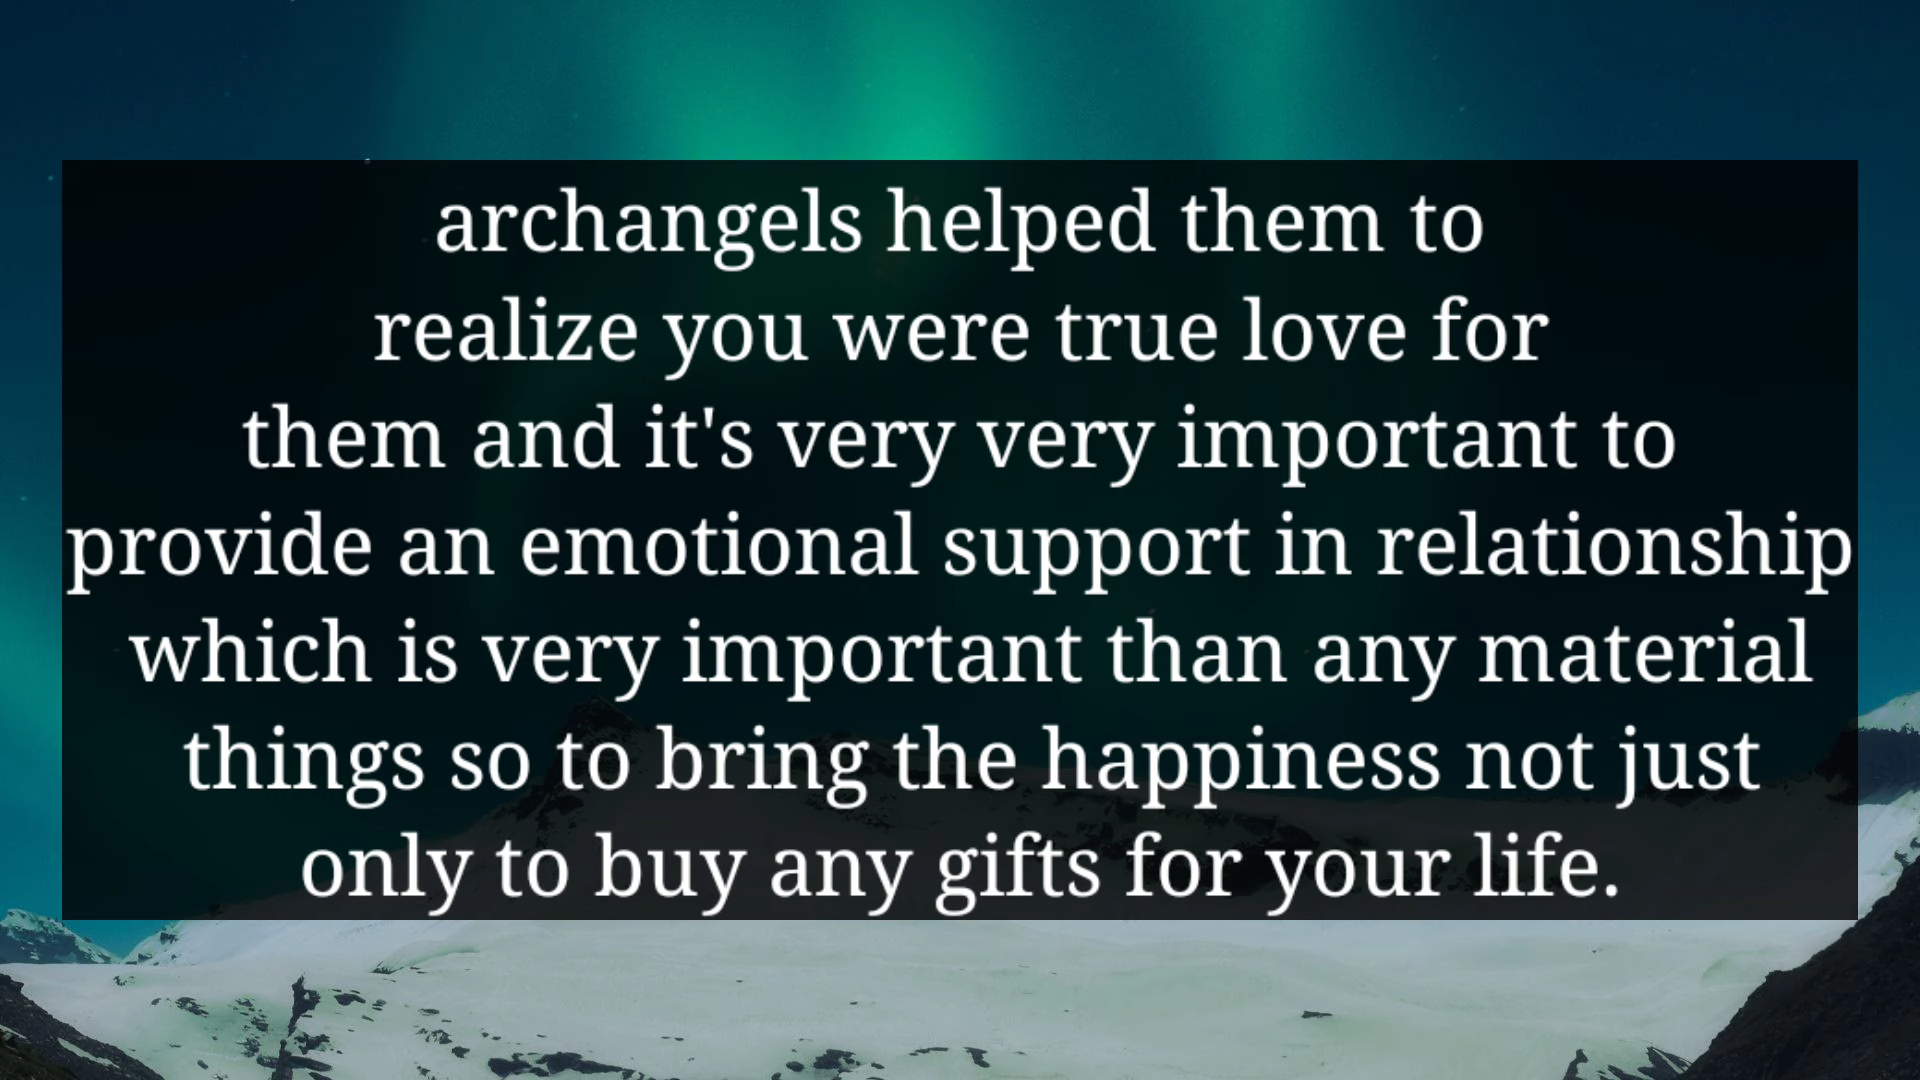 archangels helped them to
realize you were true love for
them and it's very very important to
provide an emotional support in relationship
which is very important than any material
things so to bring the happiness not just
only to buy any gifts for your life.